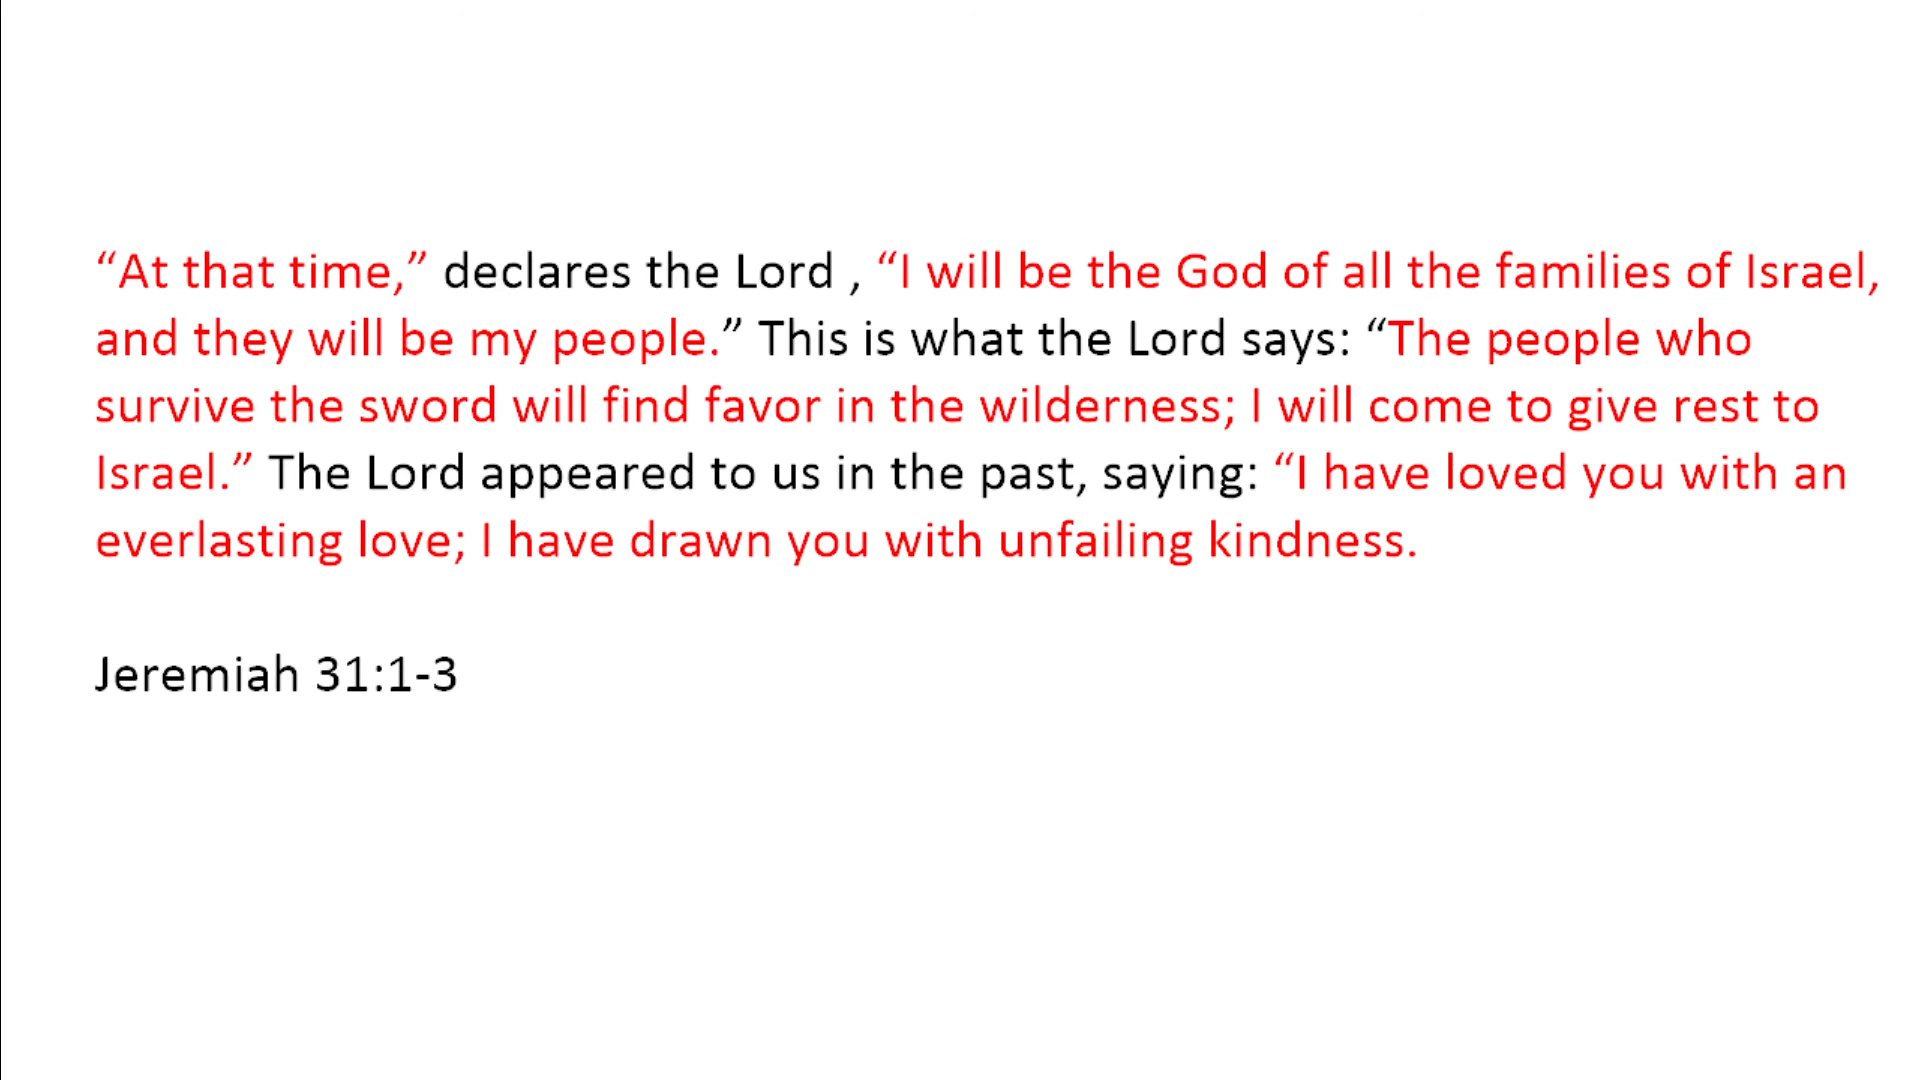 “At that time,” declares the Lord , “I will be the God of all the families of Israel,
and they will be my people.” This is what the Lord says: “The people who
survive the sword will find favor in the wilderness; I will come to give rest to
Israel.” The Lord appeared to us in the past, saying: “I have loved you with an
everlasting love; I have drawn you with unfailing kindness.
Jeremiah 31:1-3